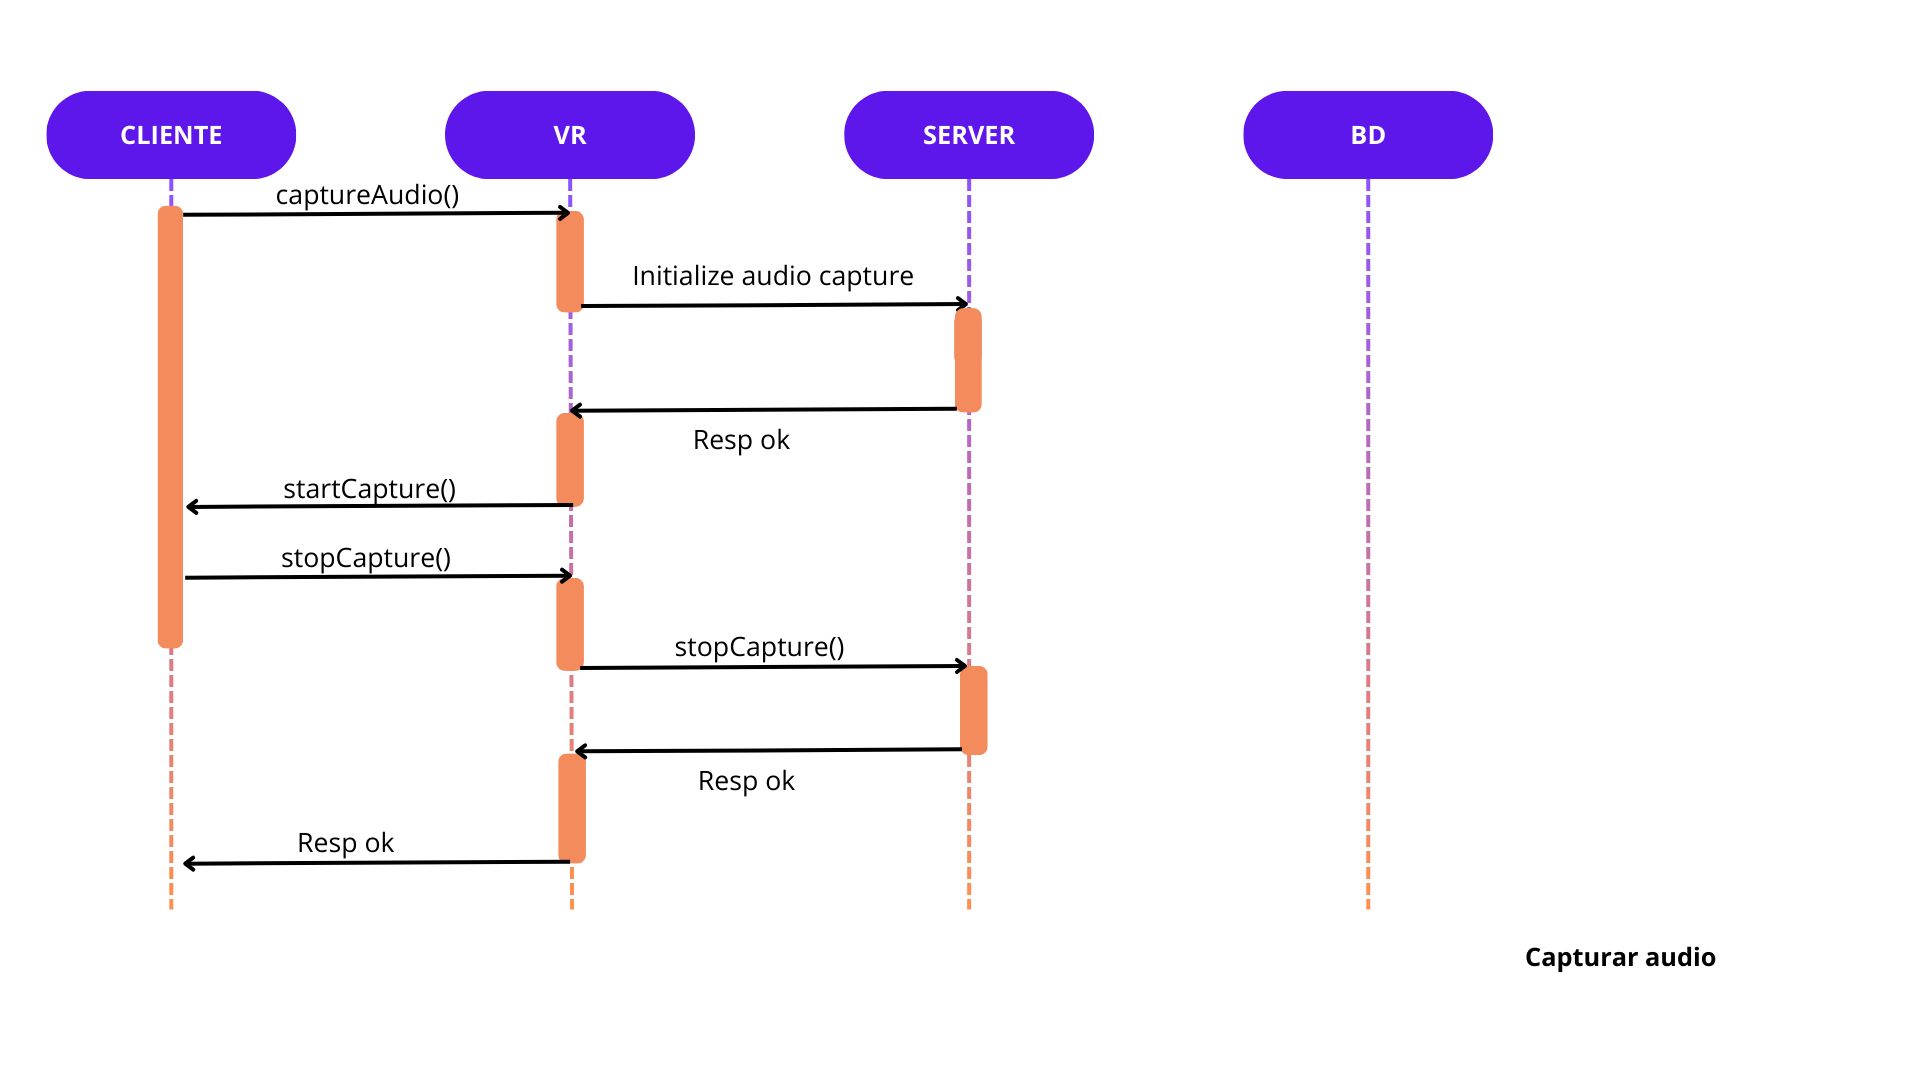 CLIENTE
VR
SERVER
BD
captureAudio()
Initialize audio capture
Resp ok
startCapture()
stopCapture()
stopCapture()
Resp ok
Resp ok
Capturar audio